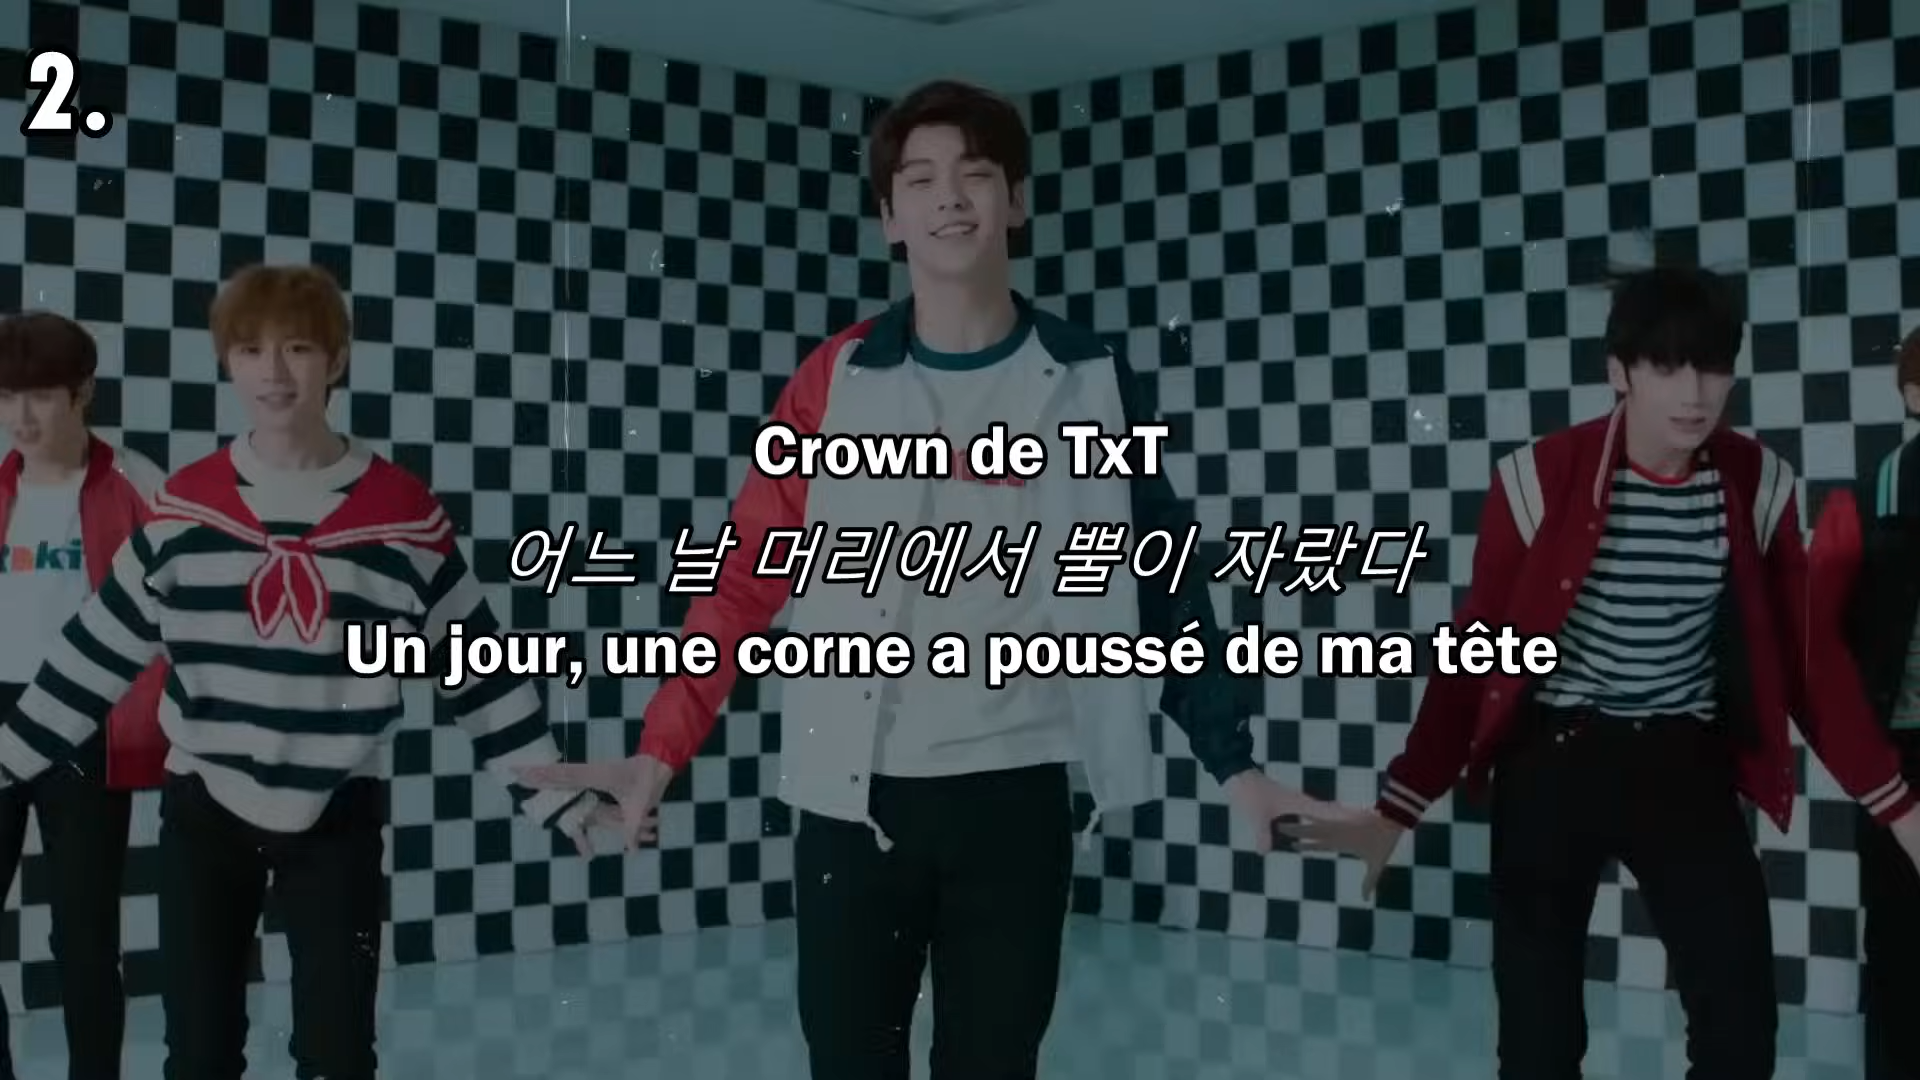 2.
Crown de TxT
어느 날 머리에서 뿔이 자랐다
Un jour, une corne a poussé de ma tête